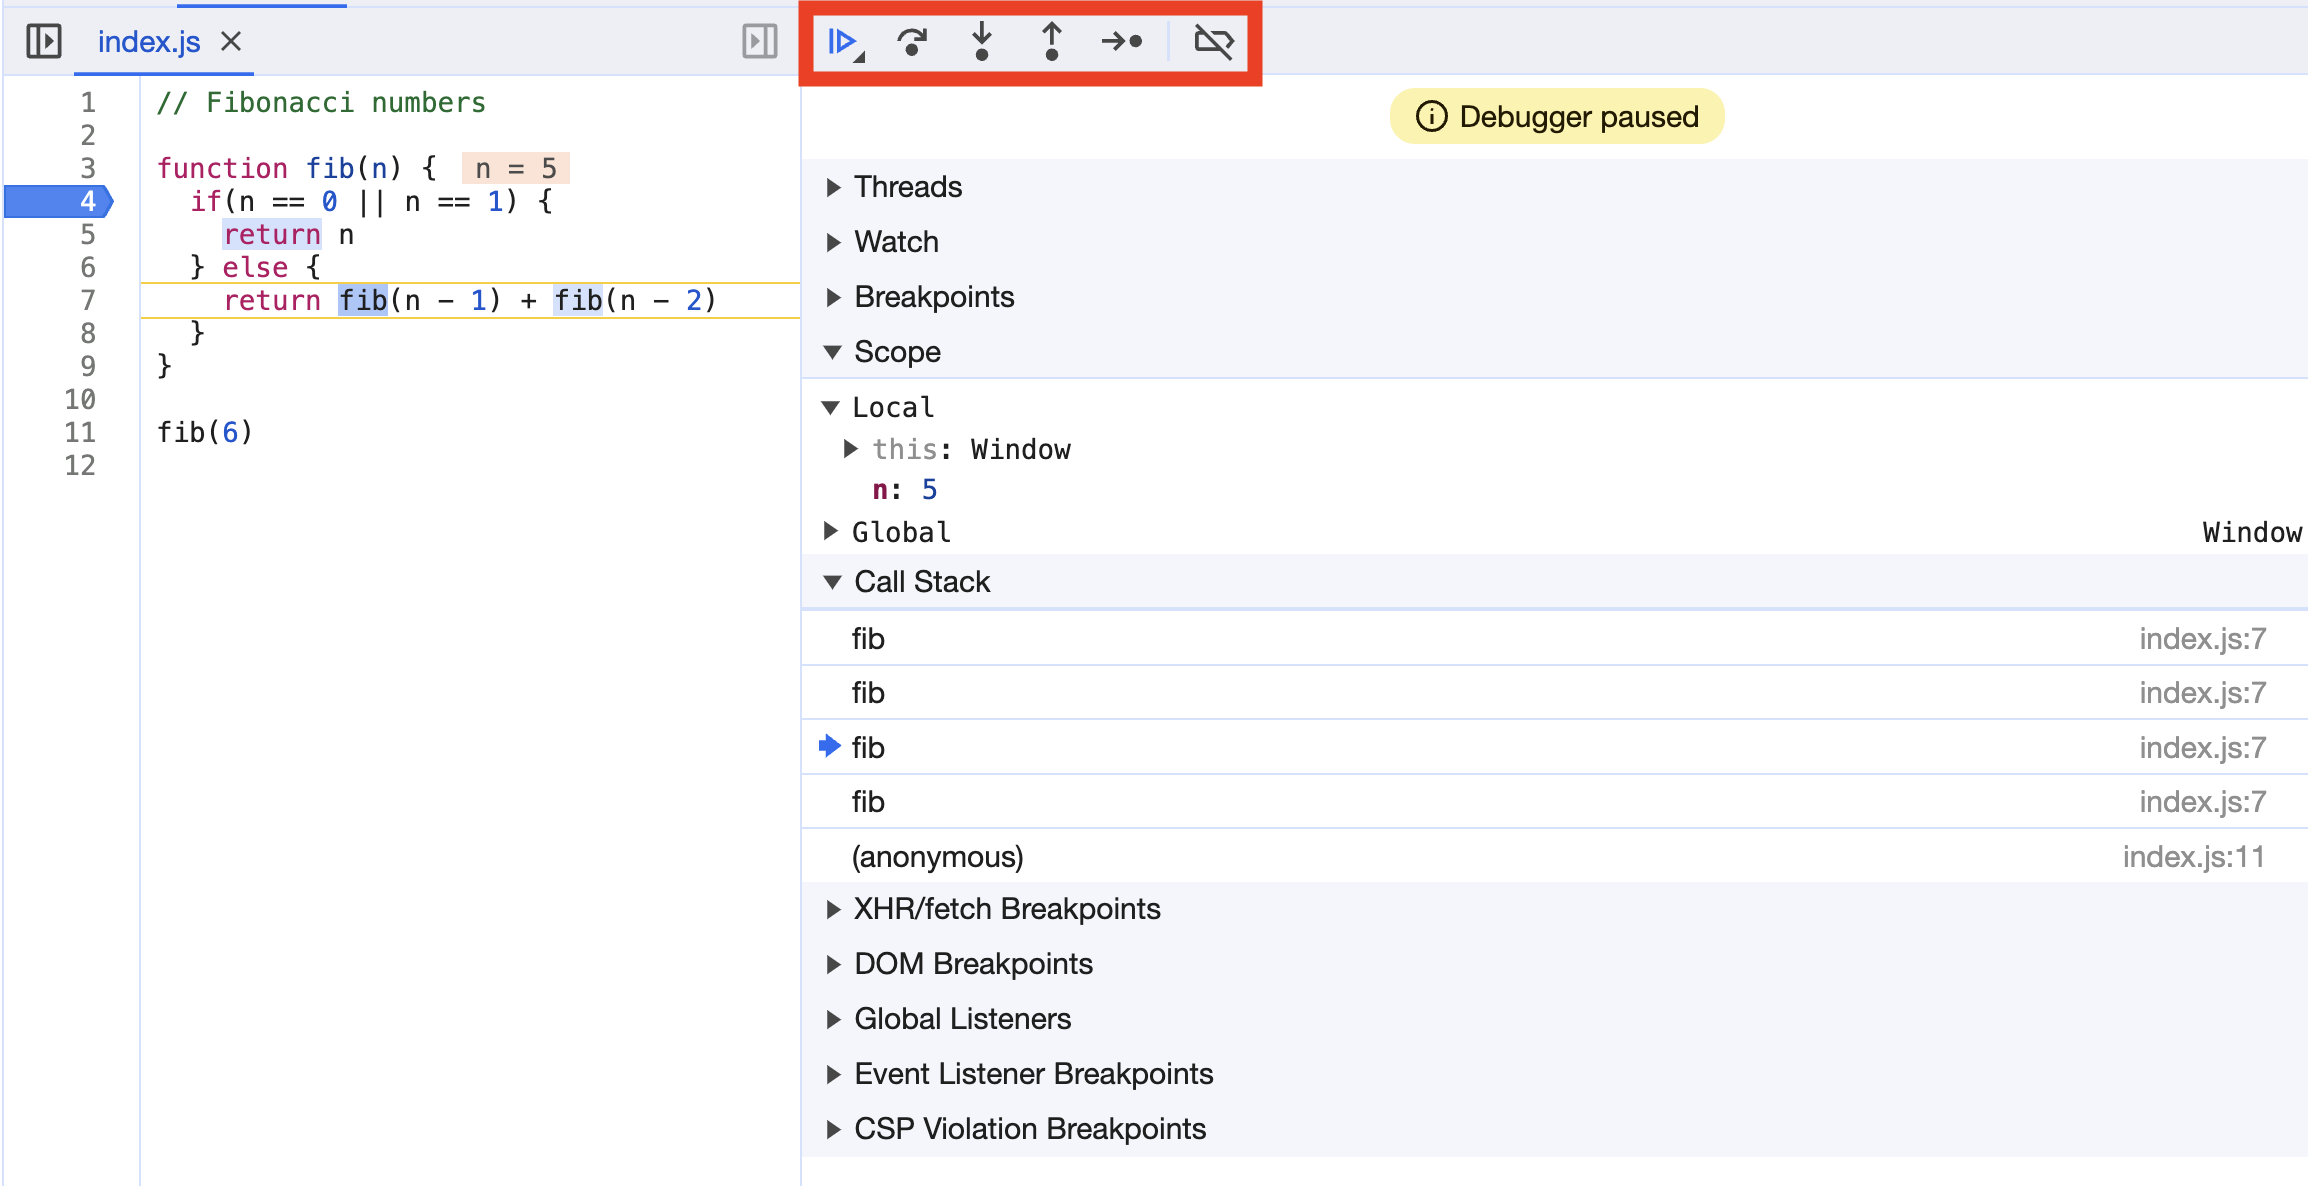 index.js
1 // Fibonacci numbers
2
3 function fib(n) { n = 5
4 if(n == 0 || n == 1) {
5 return n
6 } else {
7 return fib(n - 1) + fib(n - 2)
8 }
9 }
10
11 fib(6)
12
Debugger paused
Threads
Watch
Breakpoints
Scope
Local
this: Window
n: 5
Global Window
Call Stack
fib index.js:7
fib index.js:7
fib index.js:7
fib index.js:7
(anonymous) index.js:11
XHR/fetch Breakpoints
DOM Breakpoints
Global Listeners
Event Listener Breakpoints
CSP Violation Breakpoints